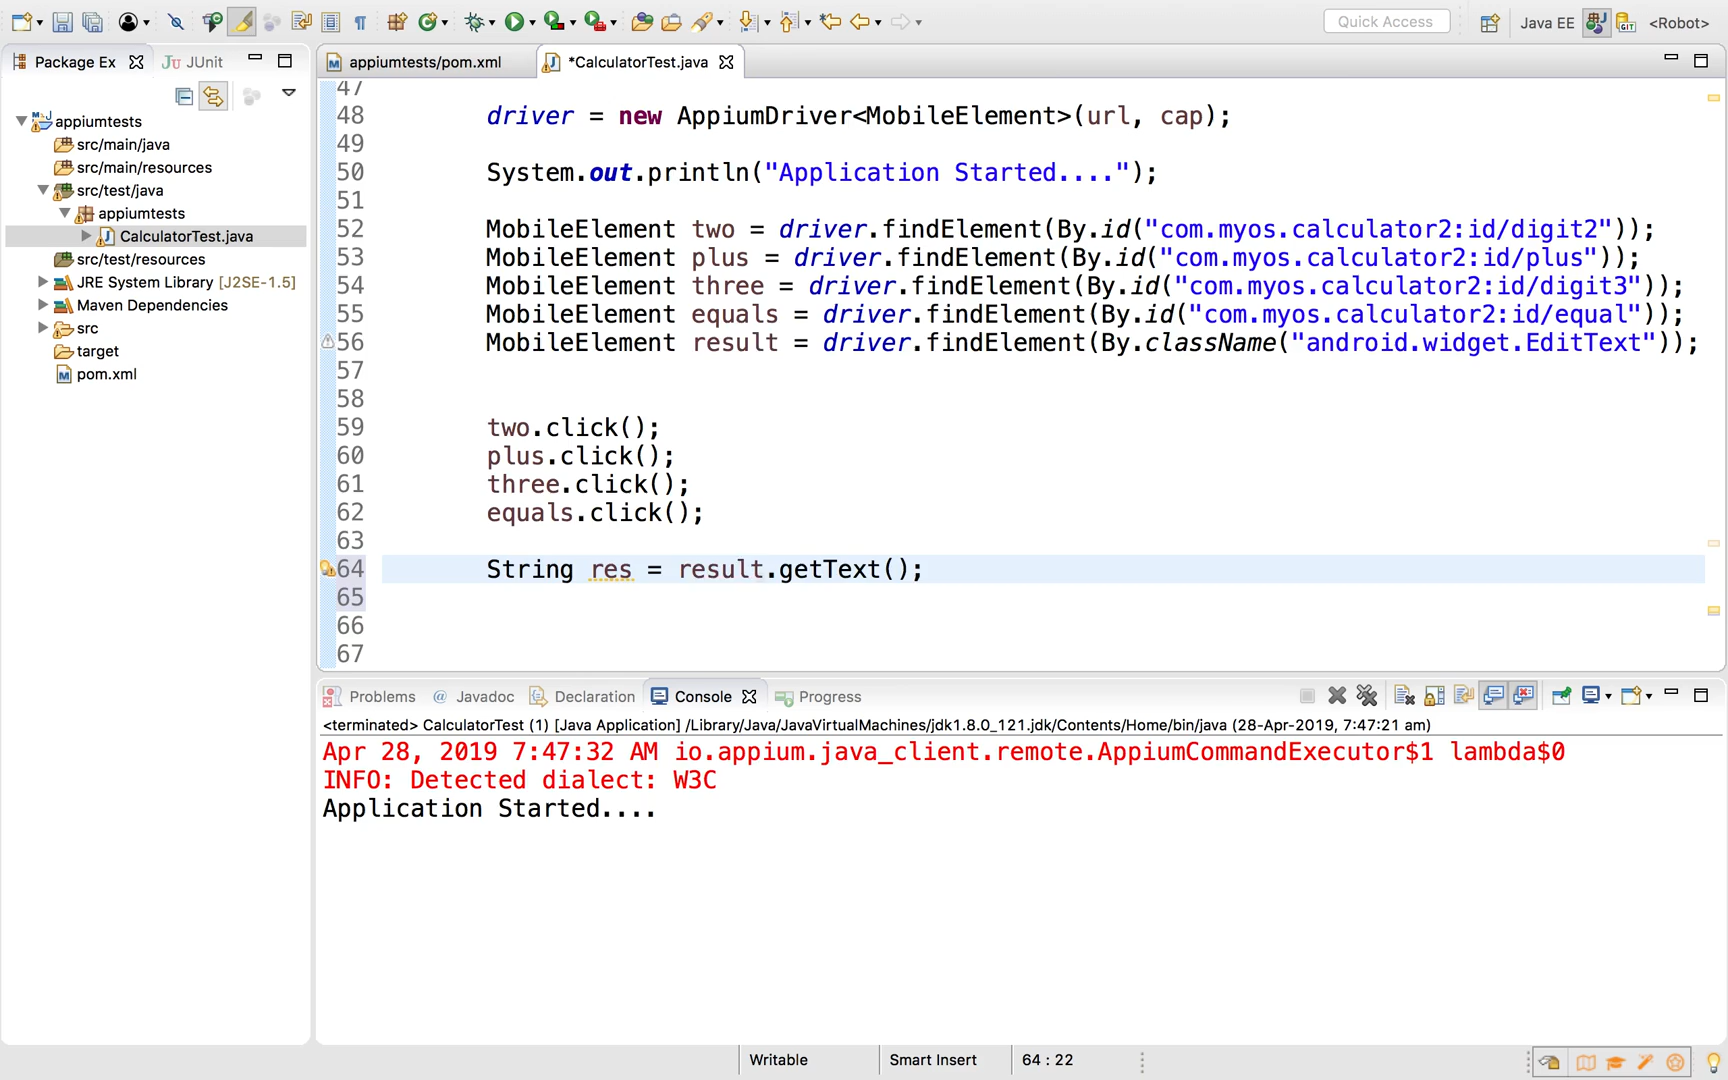 Quick Access
Java EE
<Robot>
Package Ex
JUnit
appiumtests/pom.xml
*CalculatorTest.java
appiumtests
src/main/java
src/main/resources
src/test/java
appiumtests
CalculatorTest.java
src/test/resources
JRE System Library [J2SE-1.5]
Maven Dependencies
src
target
pom.xml
47
48 driver = new AppiumDriver<MobileElement>(url, cap);
49
50 System.out.println("Application Started....");
51
52 MobileElement two = driver.findElement(By.id("com.myos.calculator2:id/digit2"));
53 MobileElement plus = driver.findElement(By.id("com.myos.calculator2:id/plus"));
54 MobileElement three = driver.findElement(By.id("com.myos.calculator2:id/digit3"));
55 MobileElement equals = driver.findElement(By.id("com.myos.calculator2:id/equal"));
56 MobileElement result = driver.findElement(By.className("android.widget.EditText"));
57
58
59 two.click();
60 plus.click();
61 three.click();
62 equals.click();
63
64 String res = result.getText();
65
66
67
Problems @ Javadoc Declaration Console Progress
<terminated> CalculatorTest (1) [Java Application] /Library/Java/JavaVirtualMachines/jdk1.8.0_121.jdk/Contents/Home/bin/java (28-Apr-2019, 7:47:21 am)
Apr 28, 2019 7:47:32 AM io.appium.java_client.remote.AppiumCommandExecutor$1 lambda$0
INFO: Detected dialect: W3C
Application Started....
Writable
Smart Insert
64 : 22